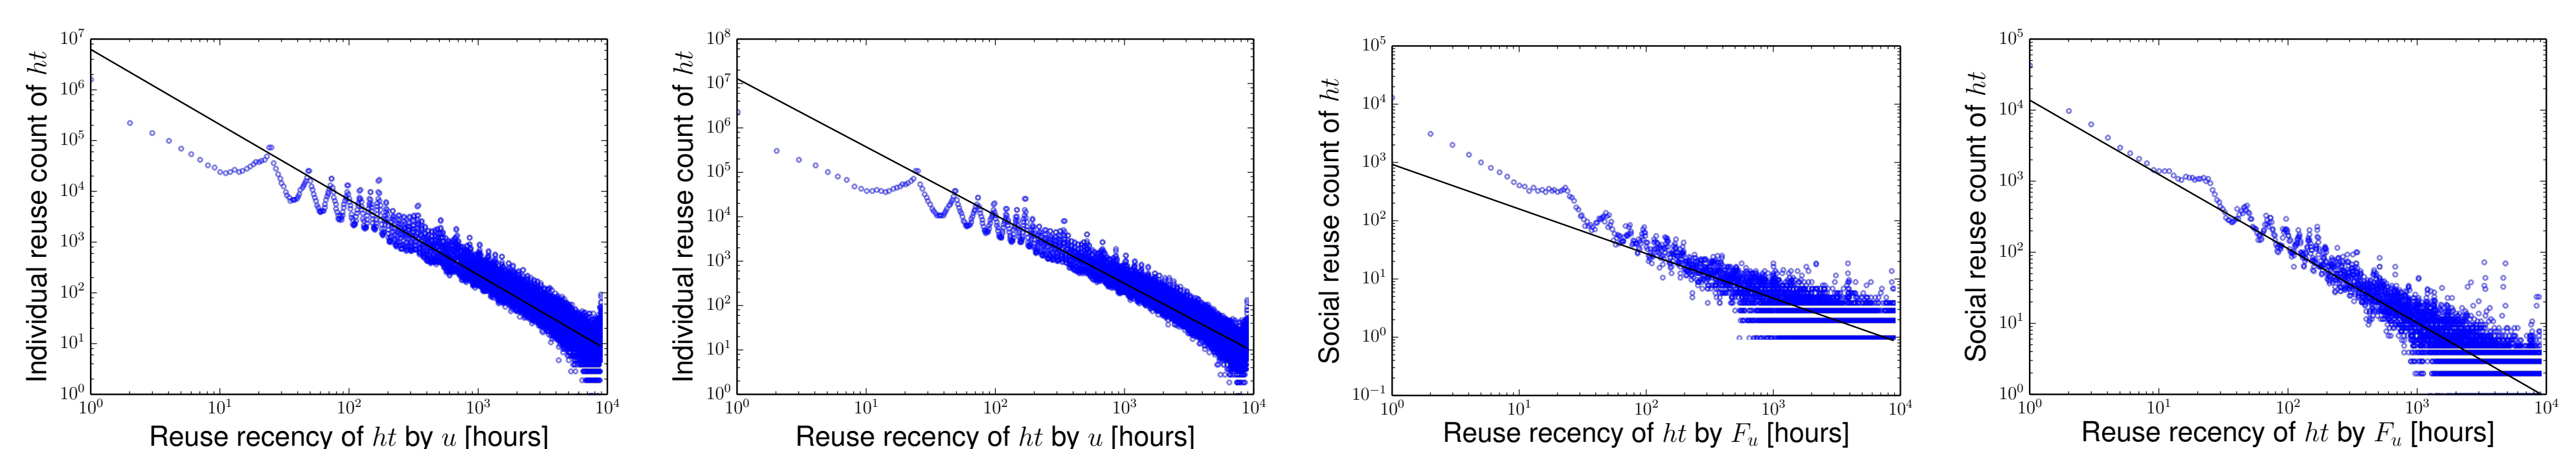 Individual reuse count of ht
10^7
10^6
10^5
10^4
10^3
10^2
10^1
10^0
10^0 10^1 10^2 10^3 10^4
Reuse recency of ht by u [hours]
Individual reuse count of ht
10^8
10^7
10^6
10^5
10^4
10^3
10^2
10^1
10^0
10^0 10^1 10^2 10^3 10^4
Reuse recency of ht by u [hours]
Social reuse count of ht
10^5
10^4
10^3
10^2
10^1
10^0
10^−1
10^0 10^1 10^2 10^3 10^4
Reuse recency of ht by F_u [hours]
Social reuse count of ht
10^5
10^4
10^3
10^2
10^1
10^0
10^0 10^1 10^2 10^3 10^4
Reuse recency of ht by F_u [hours]